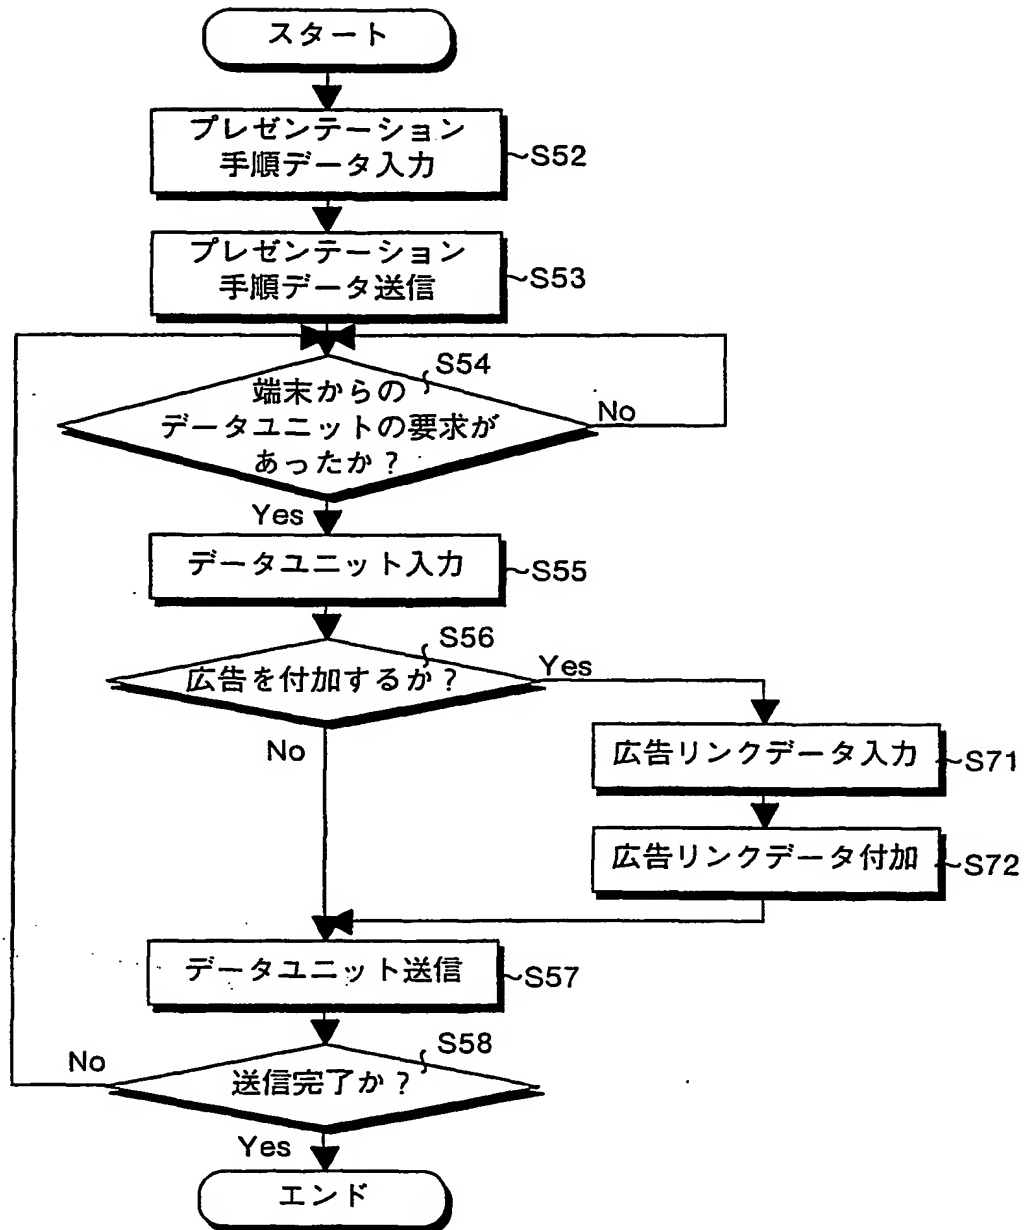 スタート
プレゼンテーション
手順データ入力
S52
プレゼンテーション
手順データ送信
S53
S54
端末からの
データユニットの要求が
あったか？
No
Yes
データユニット入力
S55
S56
広告を付加するか？
Yes
No
広告リンクデータ入力
S71
広告リンクデータ付加
S72
データユニット送信
S57
S58
No
送信完了か？
Yes
エンド